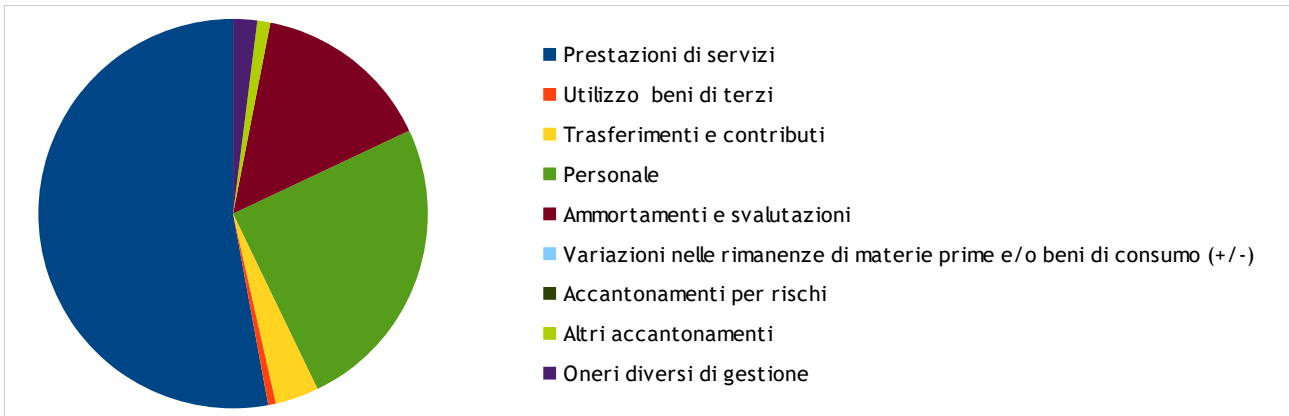 Prestazioni di servizi
Utilizzo beni di terzi
Trasferimenti e contributi
Personale
Ammortamenti e svalutazioni
Variazioni nelle rimanenze di materie prime e/o beni di consumo (+/-)
Accantonamenti per rischi
Altri accantonamenti
Oneri diversi di gestione